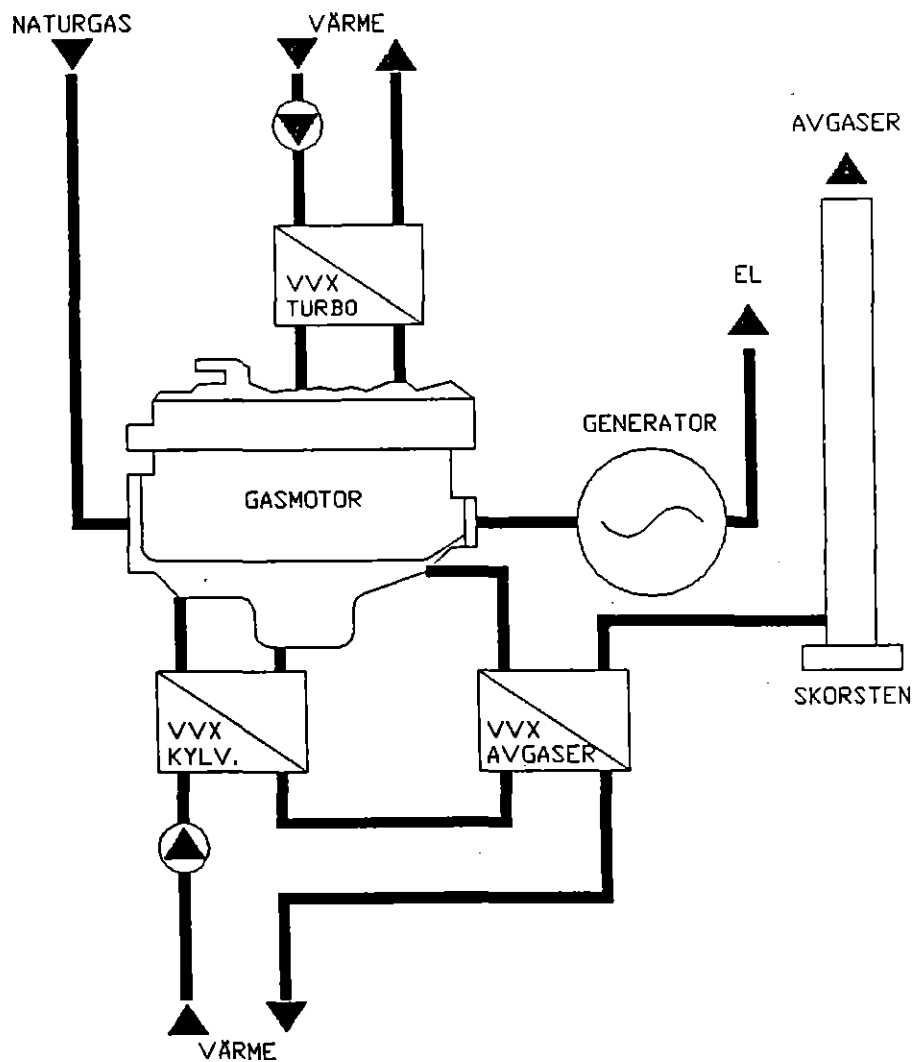 NATURGAS
VÄRME
AVGASER
VVX
TURBO
EL
GENERATOR
GASMOTOR
VVX
KYLV.
VVX
AVGASER
SKORSTEN
VÄRME